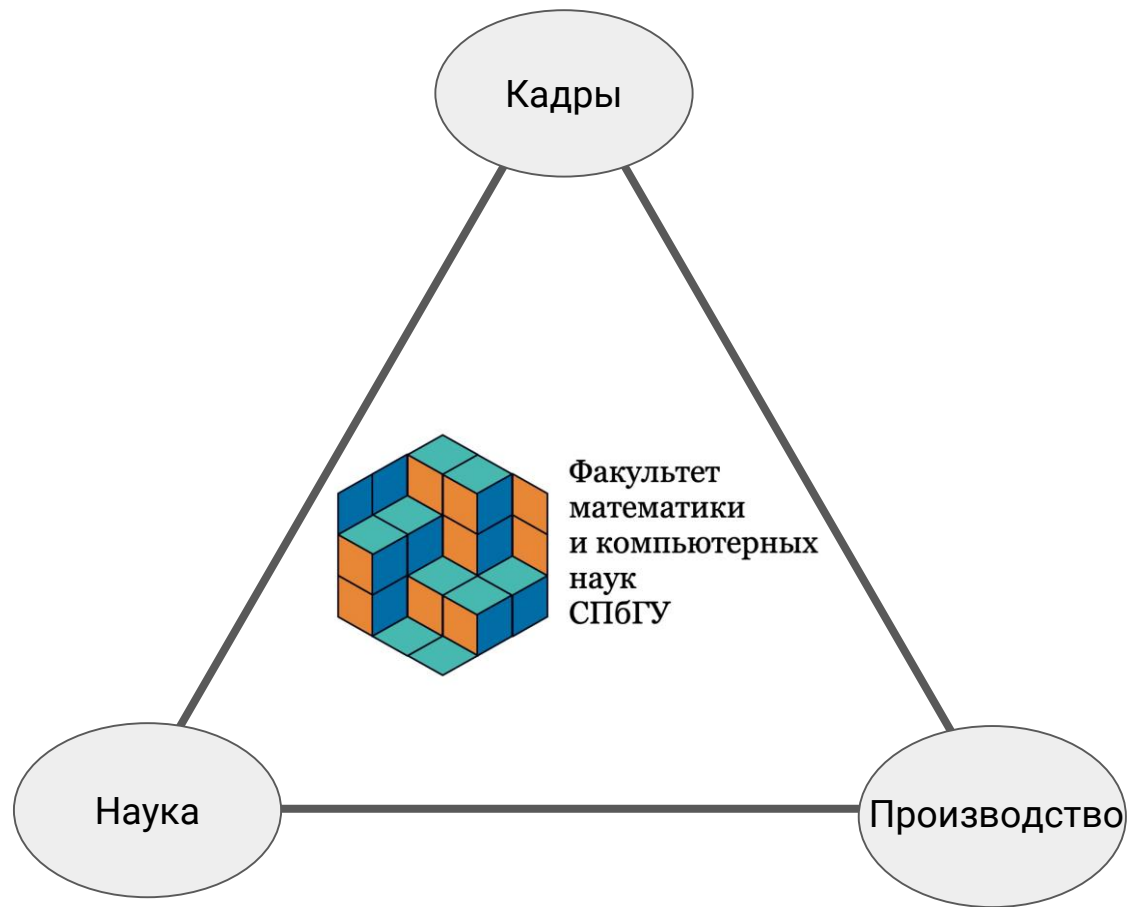 Кадры
Факультет
математики
и компьютерных
наук
СПбГУ
Наука
Производство